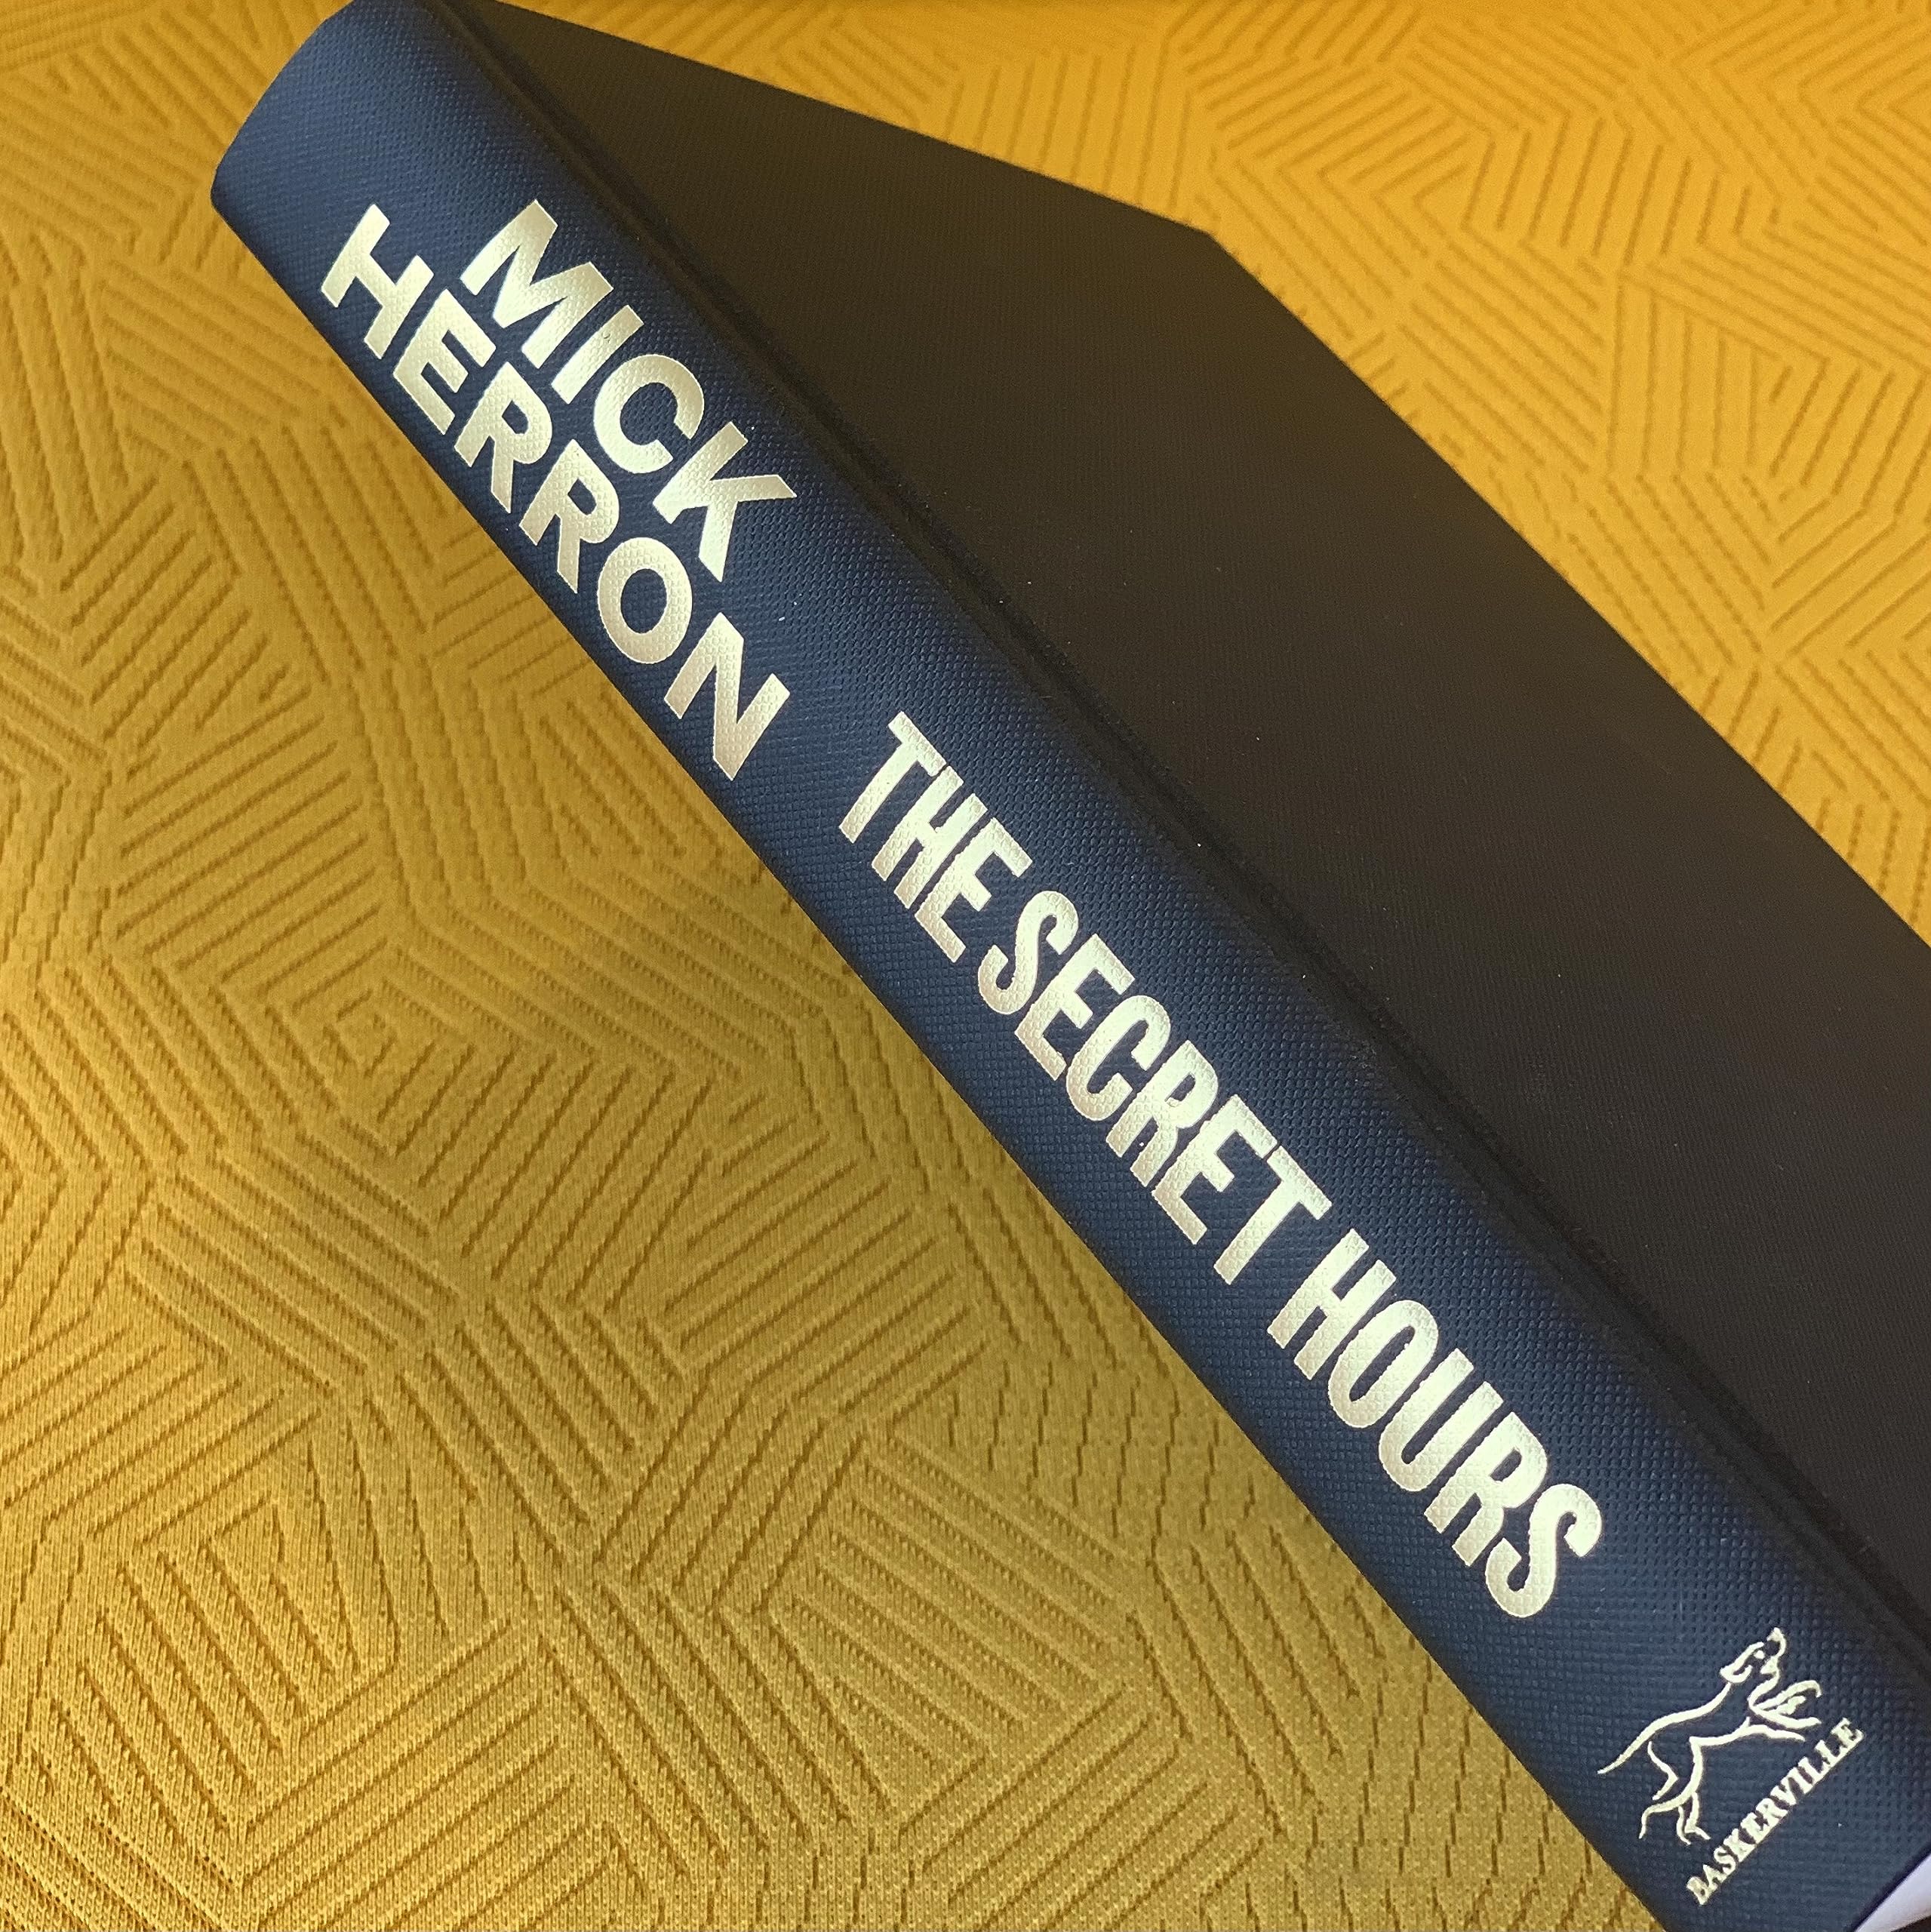 MICK
HERRON
THE SECRET HOURS
BASKERVILLE